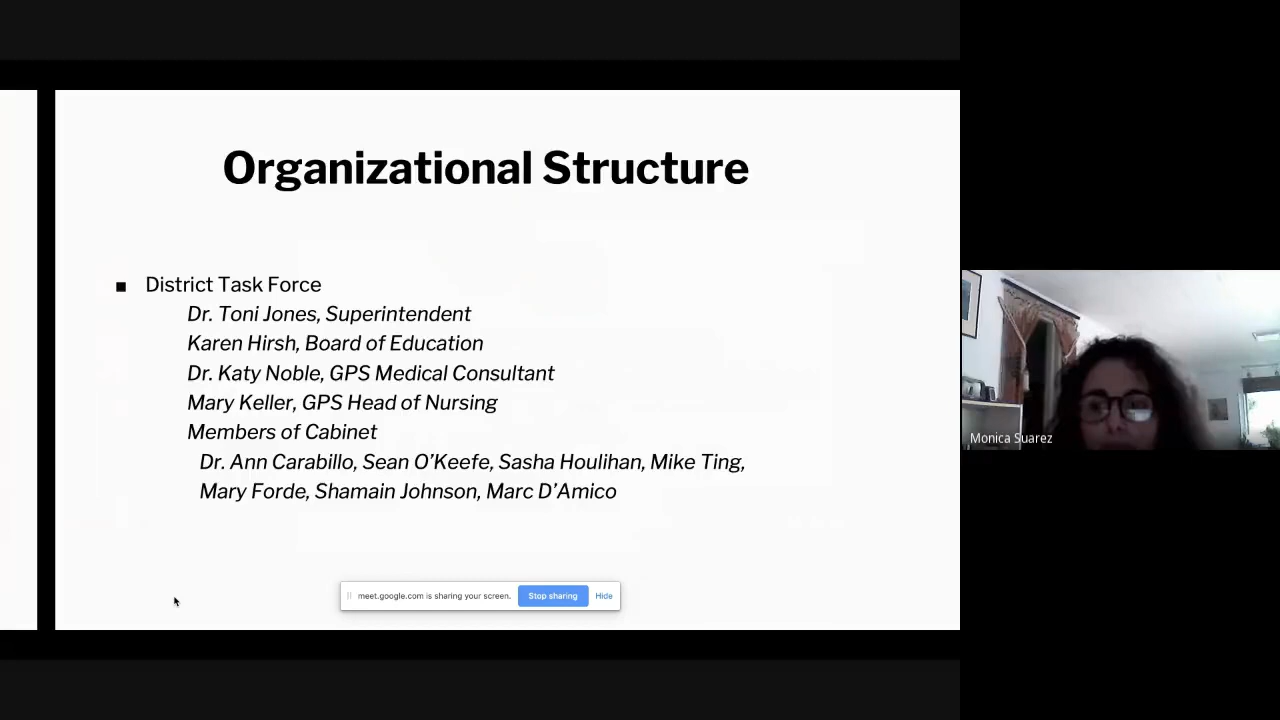 Organizational Structure
■ District Task Force
Dr. Toni Jones, Superintendent
Karen Hirsh, Board of Education
Dr. Katy Noble, GPS Medical Consultant
Mary Keller, GPS Head of Nursing
Members of Cabinet
Dr. Ann Carabillo, Sean O’Keefe, Sasha Houlihan, Mike Ting,
Mary Forde, Shamain Johnson, Marc D’Amico
meet.google.com is sharing your screen. Stop sharing Hide
Monica Suarez